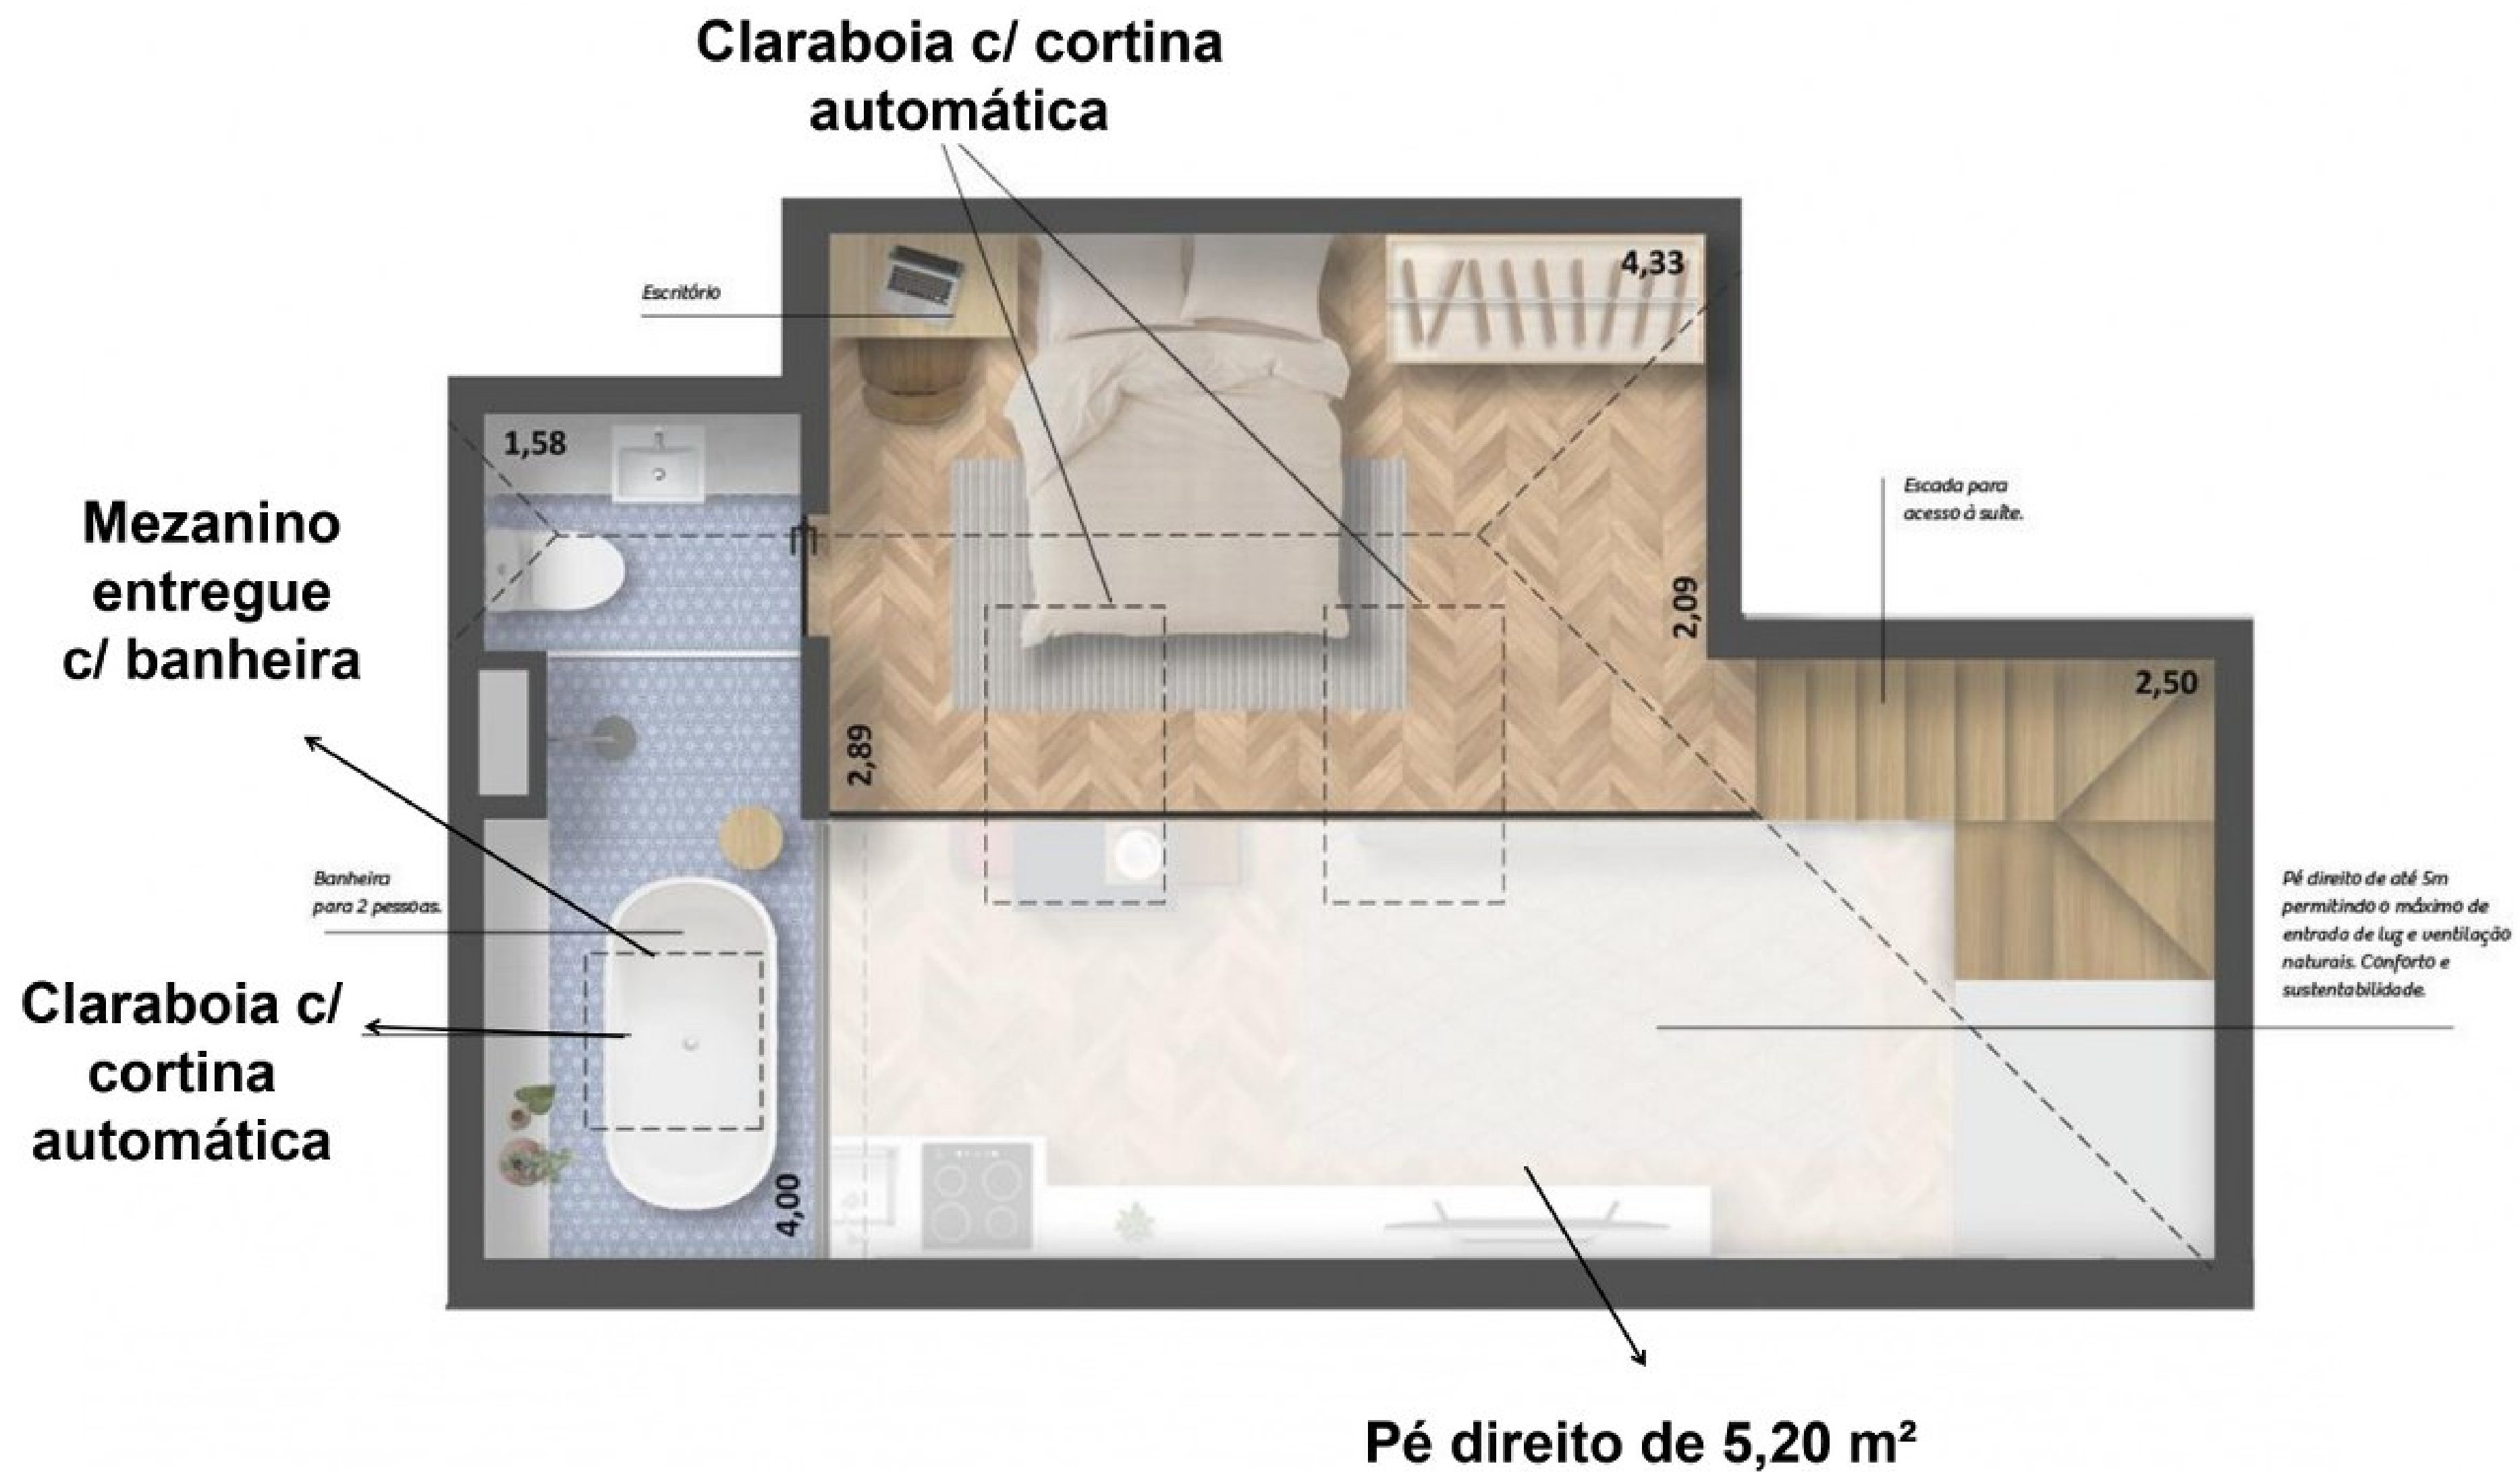 Claraboia c/ cortina
automática
Escritório
4,33
1,58
Escada para
acesso à suíte.
Mezanino
entregue
c/ banheira
2,09
2,50
2,89
Banheira
para 2 pessoas.
Pé direito de até 5m
permitindo o máximo de
entrada de luz e ventilação
naturais. Conforto e
sustentabilidade.
Claraboia c/
cortina
automática
4,00
Pé direito de 5,20 m²